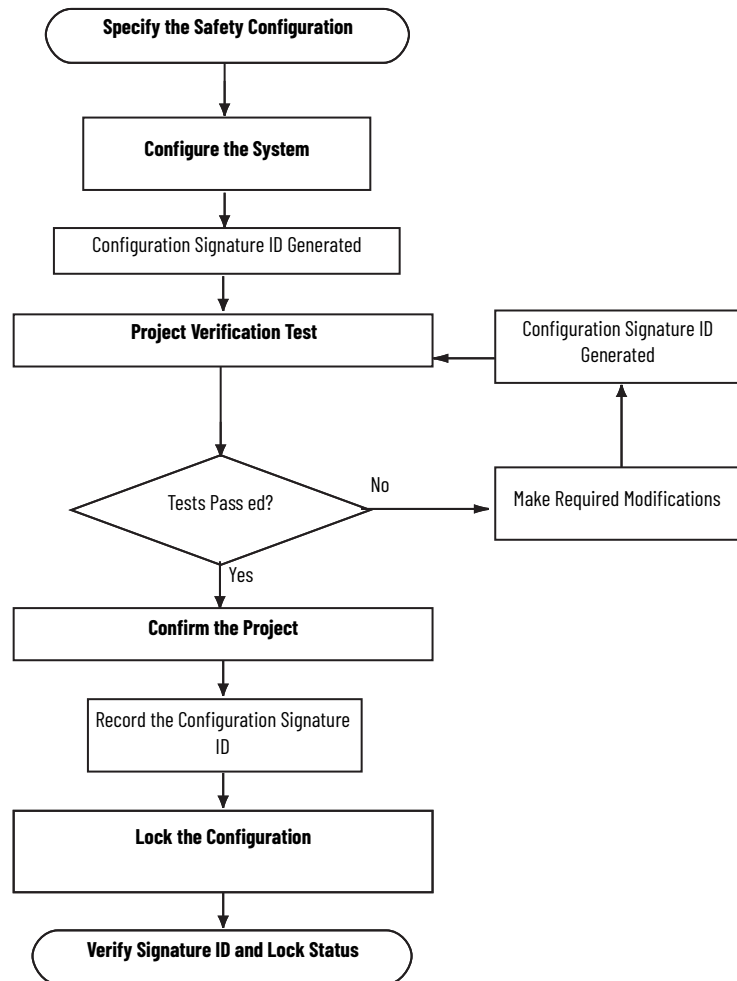 Specify the Safety Configuration
Configure the System
Configuration Signature ID Generated
Project Verification Test
Configuration Signature ID
Generated
Tests Pass ed?
No
Make Required Modifications
Yes
Confirm the Project
Record the Configuration Signature
ID
Lock the Configuration
Verify Signature ID and Lock Status